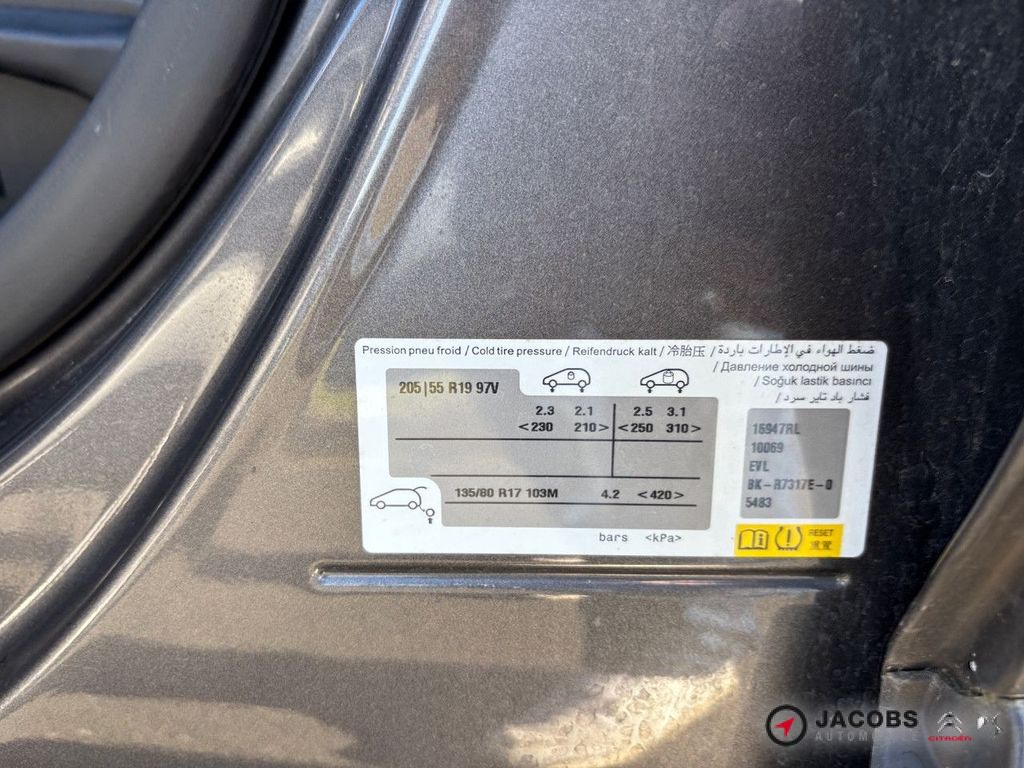 Pression pneu froid / Cold tire pressure / Reifendruck kalt / 冷胎压 / ضغط الهواء في الإطارات باردة
/ Давление холодной шины
/ Soğuk lastik basıncı
/ فشار باد تایر سرد
205|55 R19 97V
2.3 2.1 2.5 3.1
<230 210> <250 310>
135/80 R17 103M 4.2 <420>
bars <kPa>
16947RL
10069
EVL
BK-R7317E-0
5483
RESET
JACOBS
AUTOMOBILE
CITROËN